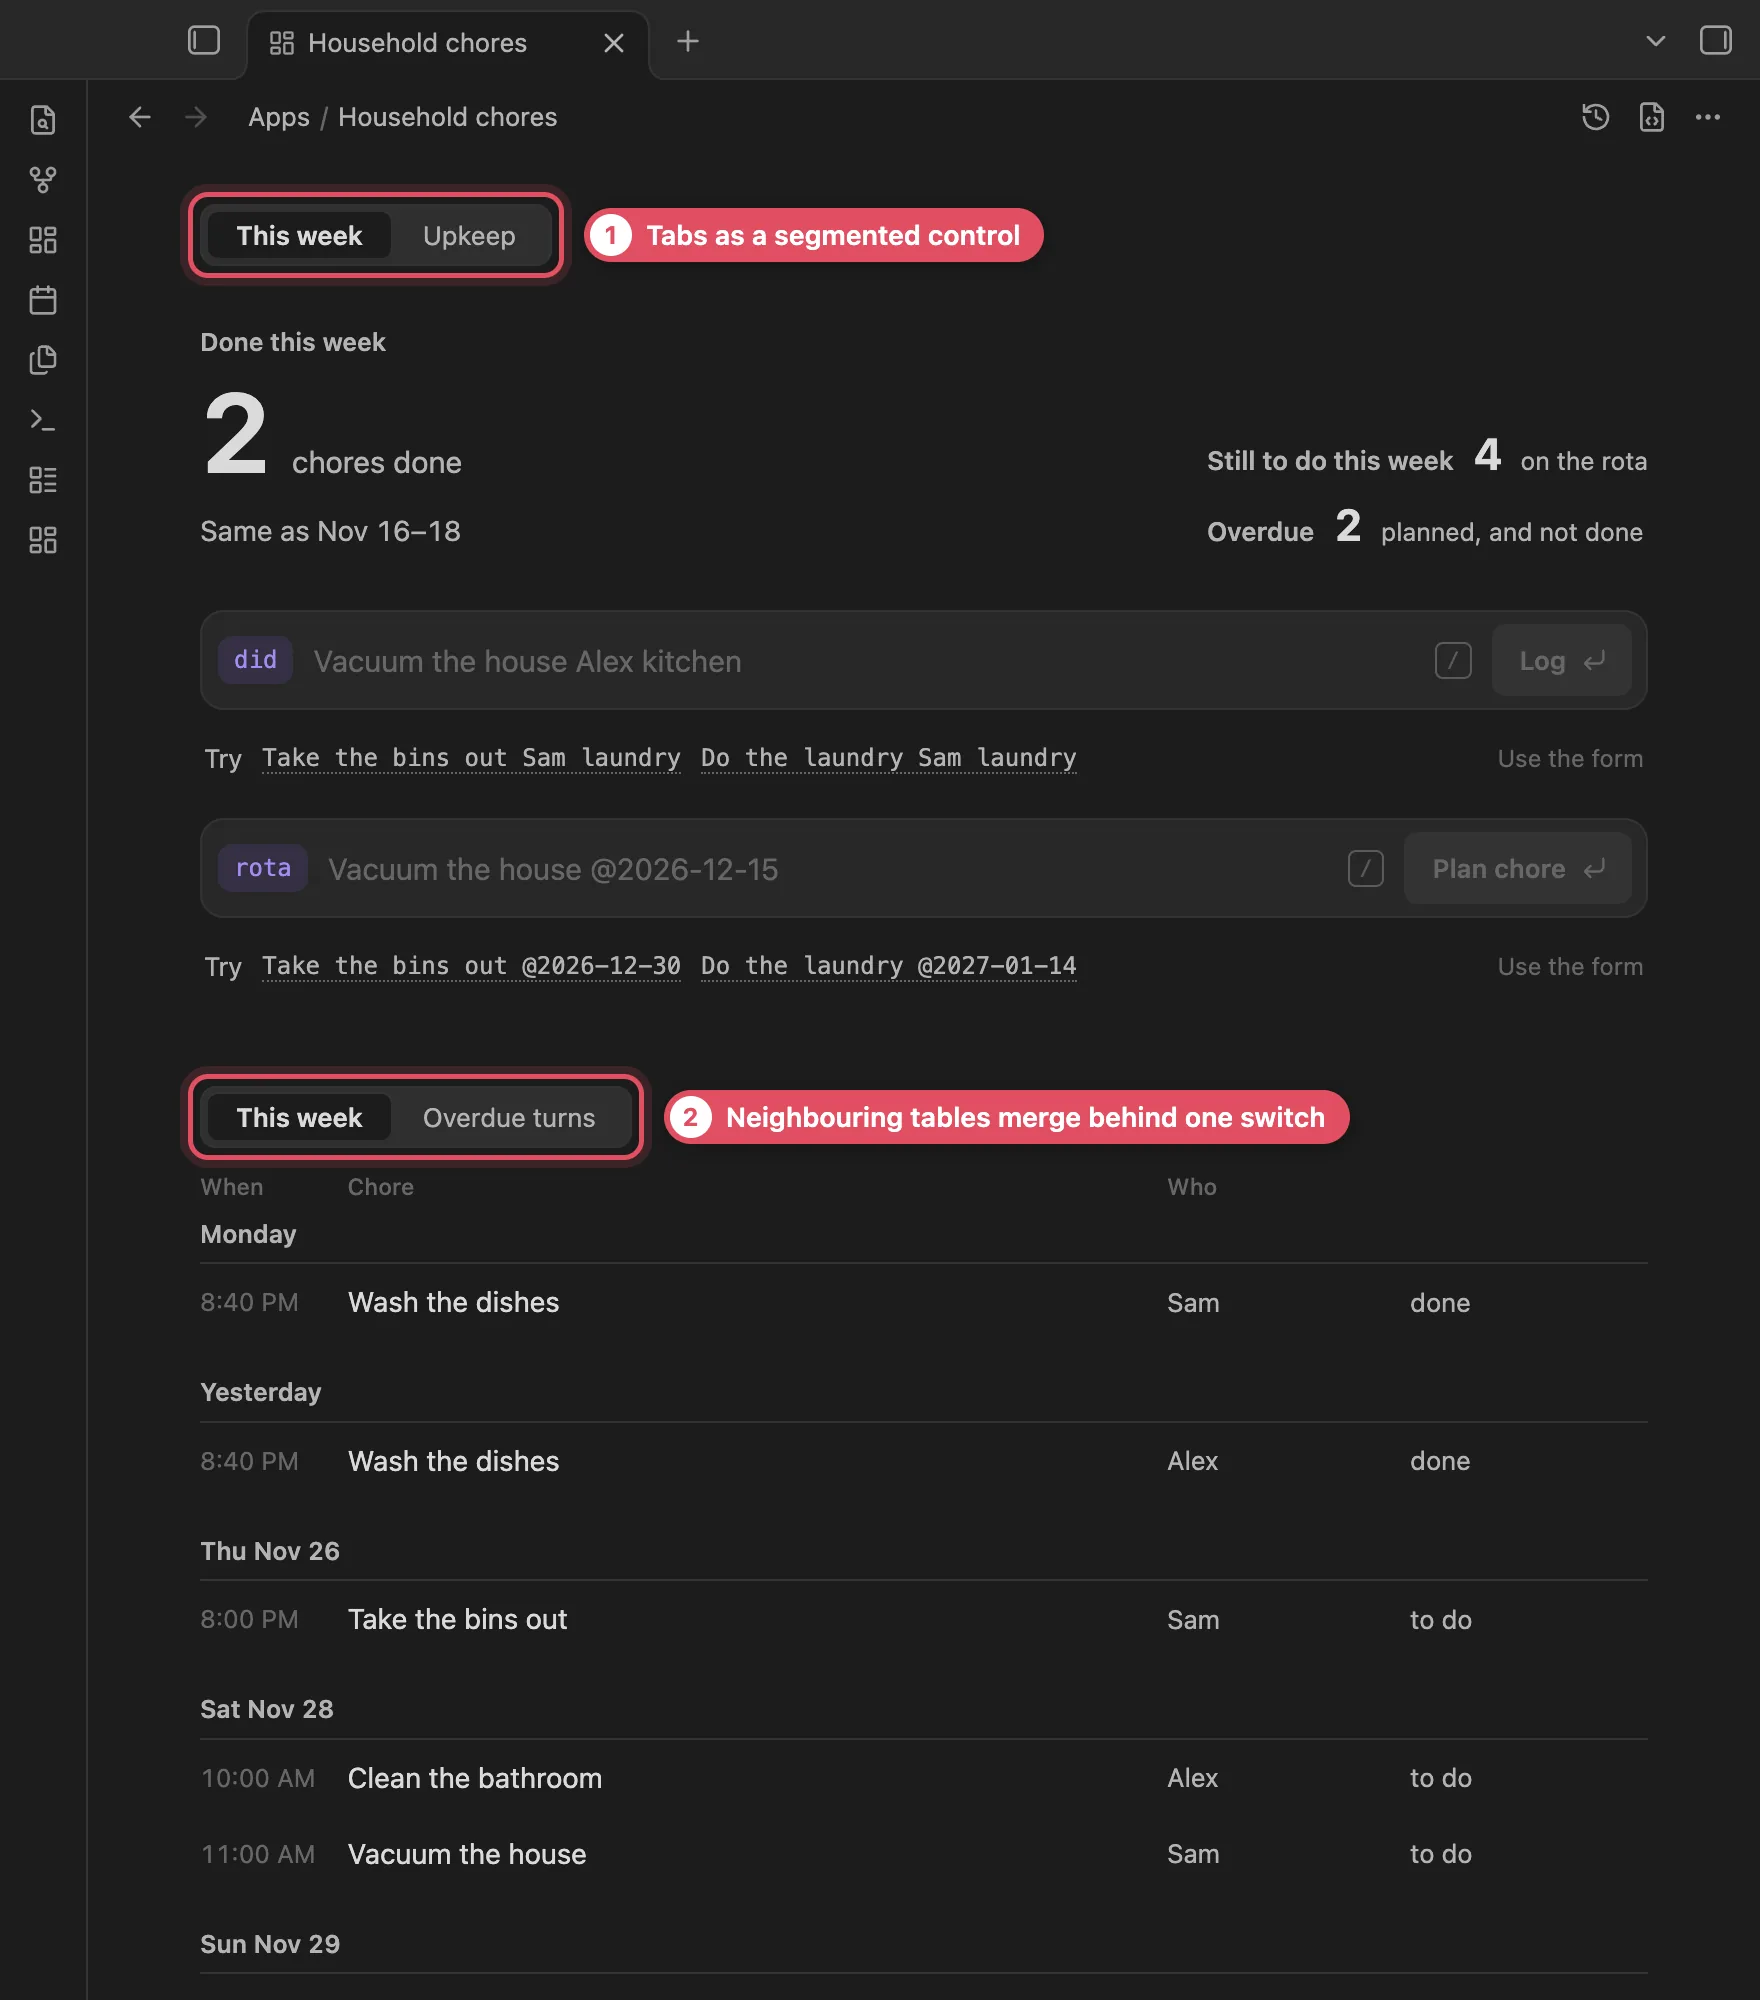 Household chores
Apps / Household chores
This week Upkeep
1 Tabs as a segmented control
Done this week
2 chores done
Still to do this week 4 on the rota
Same as Nov 16–18
Overdue 2 planned, and not done
did Vacuum the house Alex kitchen / Log
Try Take the bins out Sam laundry Do the laundry Sam laundry Use the form
rota Vacuum the house @2026-12-15 / Plan chore
Try Take the bins out @2026-12-30 Do the laundry @2027-01-14 Use the form
This week Overdue turns
2 Neighbouring tables merge behind one switch
When Chore Who
Monday
8:40 PM Wash the dishes Sam done
Yesterday
8:40 PM Wash the dishes Alex done
Thu Nov 26
8:00 PM Take the bins out Sam to do
Sat Nov 28
10:00 AM Clean the bathroom Alex to do
11:00 AM Vacuum the house Sam to do
Sun Nov 29